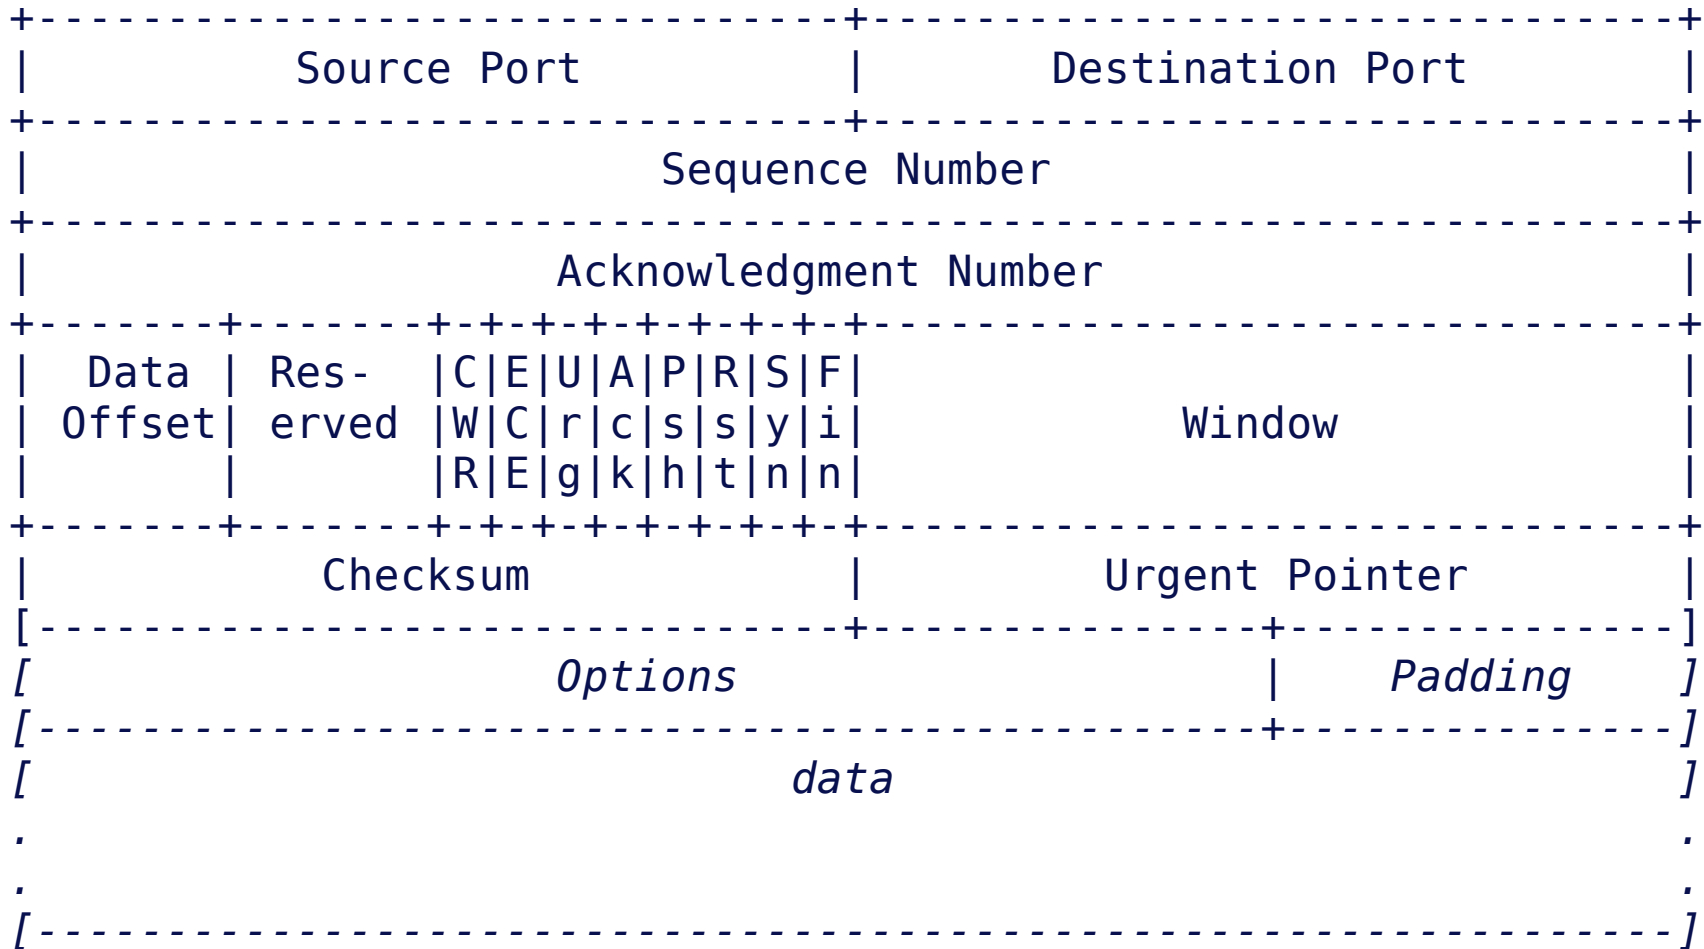 +-------------------------------+-------------------------------+
|          Source Port          |       Destination Port        |
+-------------------------------+-------------------------------+
|                        Sequence Number                        |
+---------------------------------------------------------------+
|                    Acknowledgment Number                      |
+-------+-------+-+-+-+-+-+-+-+-+-------------------------------+
|  Data | Res-  |C|E|U|A|P|R|S|F|                               |
| Offset| erved |W|C|r|c|s|s|y|i|            Window             |
|       |       |R|E|g|k|h|t|n|n|                               |
+-------+-------+-+-+-+-+-+-+-+-+-------------------------------+
|           Checksum            |         Urgent Pointer        |
[-------------------------------+---------------+---------------]
[                    Options                    |    Padding    ]
[-----------------------------------------------+---------------]
[                             data                              ]
.                                                               .
.                                                               .
[---------------------------------------------------------------]